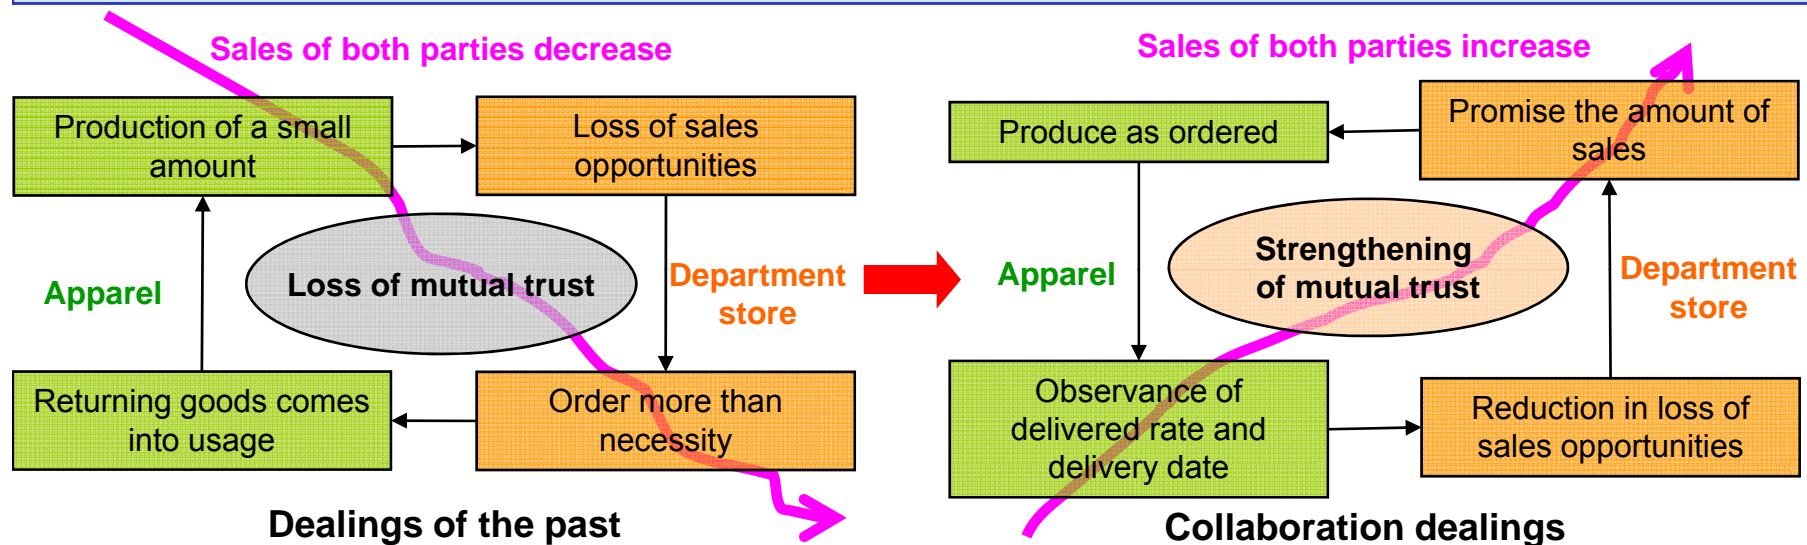 Sales of both parties decrease
Production of a small
amount
Loss of sales
opportunities
Loss of mutual trust
Apparel
Department
store
Returning goods comes
into usage
Order more than
necessity
Dealings of the past
Sales of both parties increase
Produce as ordered
Promise the amount of
sales
Strengthening
of mutual trust
Apparel
Department
store
Observance of
delivered rate and
delivery date
Reduction in loss of
sales opportunities
Collaboration dealings